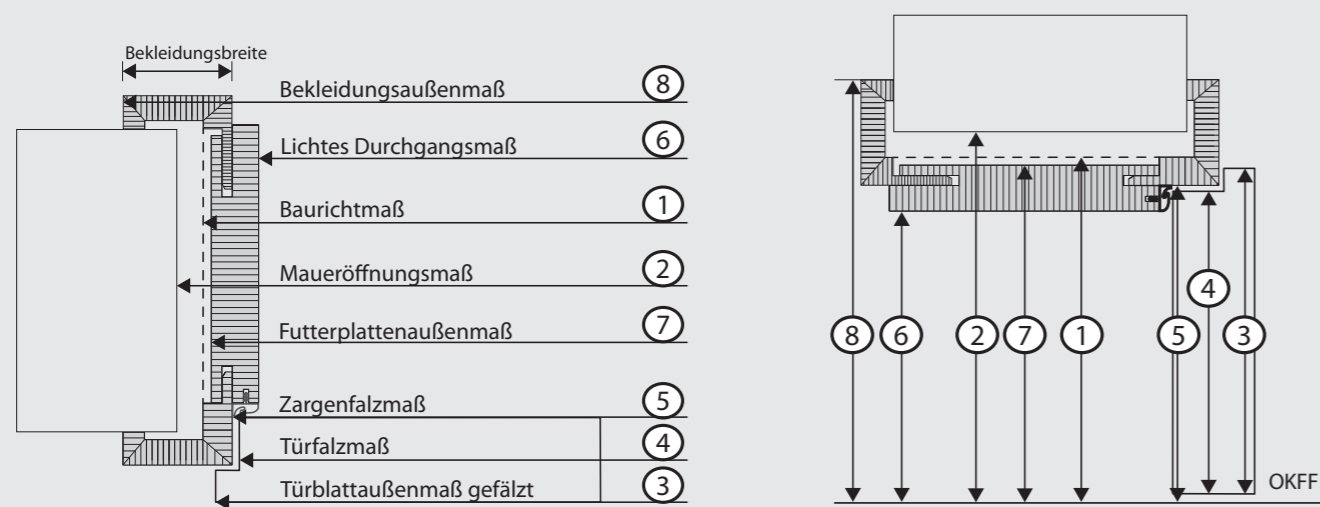 Bekleidungsbreite
Bekleidungsaußenmaß 8
Lichtes Durchgangsmaß 6
Baurichtmaß 1
Maueröffnungsmaß 2
Futterplattenaußenmaß 7
Zargenfalzmaß 5
Türfalzmaß 4
Türblattaußenmaß gefälzt 3
4
8 6 2 7 1 5 3
OKFF